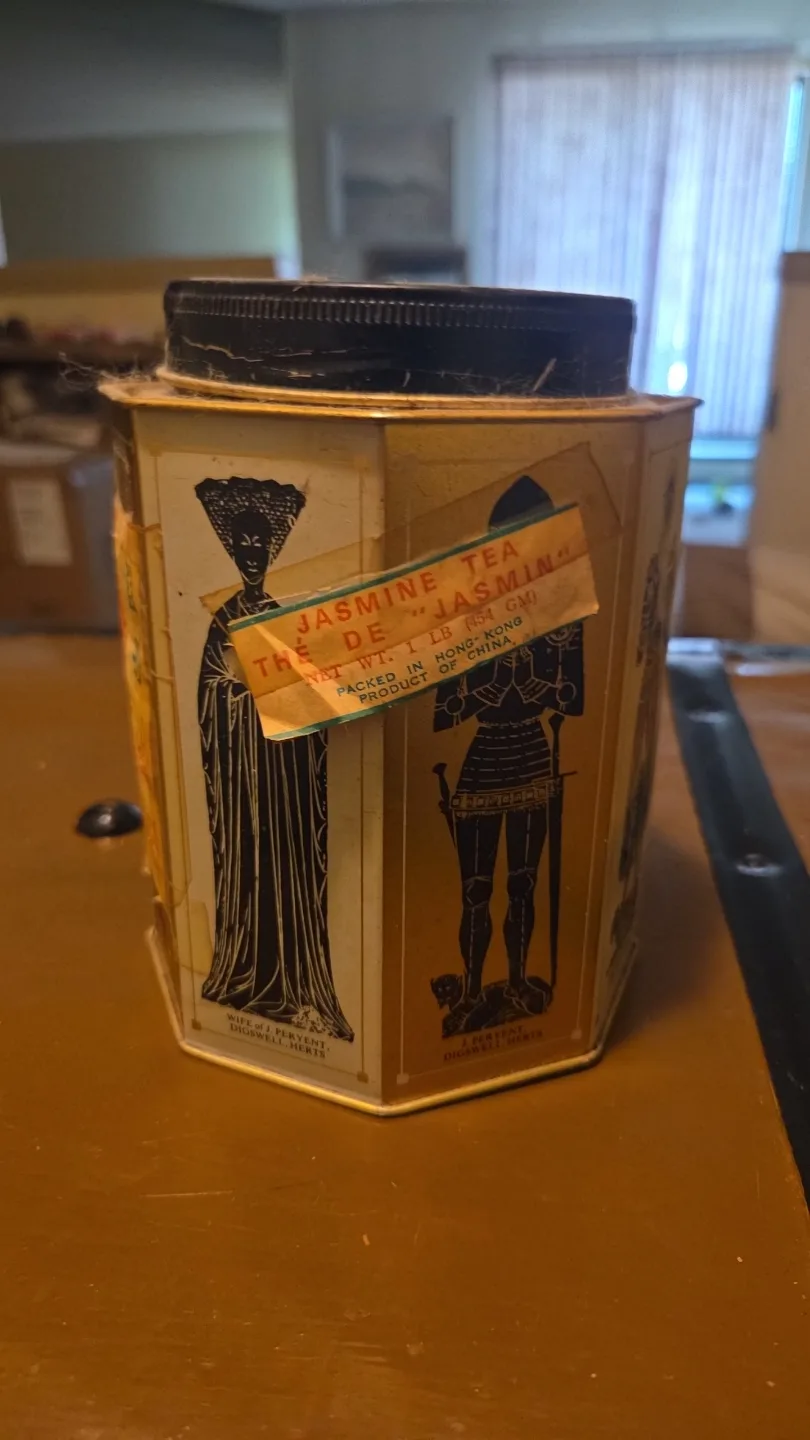 JASMINE TEA
THÉ DE "JASMIN"
NET WT. 1 LB (454 GM)
PACKED IN HONG-KONG
PRODUCT OF CHINA.
WIFE of J. PERYENT,
DIGSWELL, HERTS
J. PERYENT,
DIGSWELL, HERTS